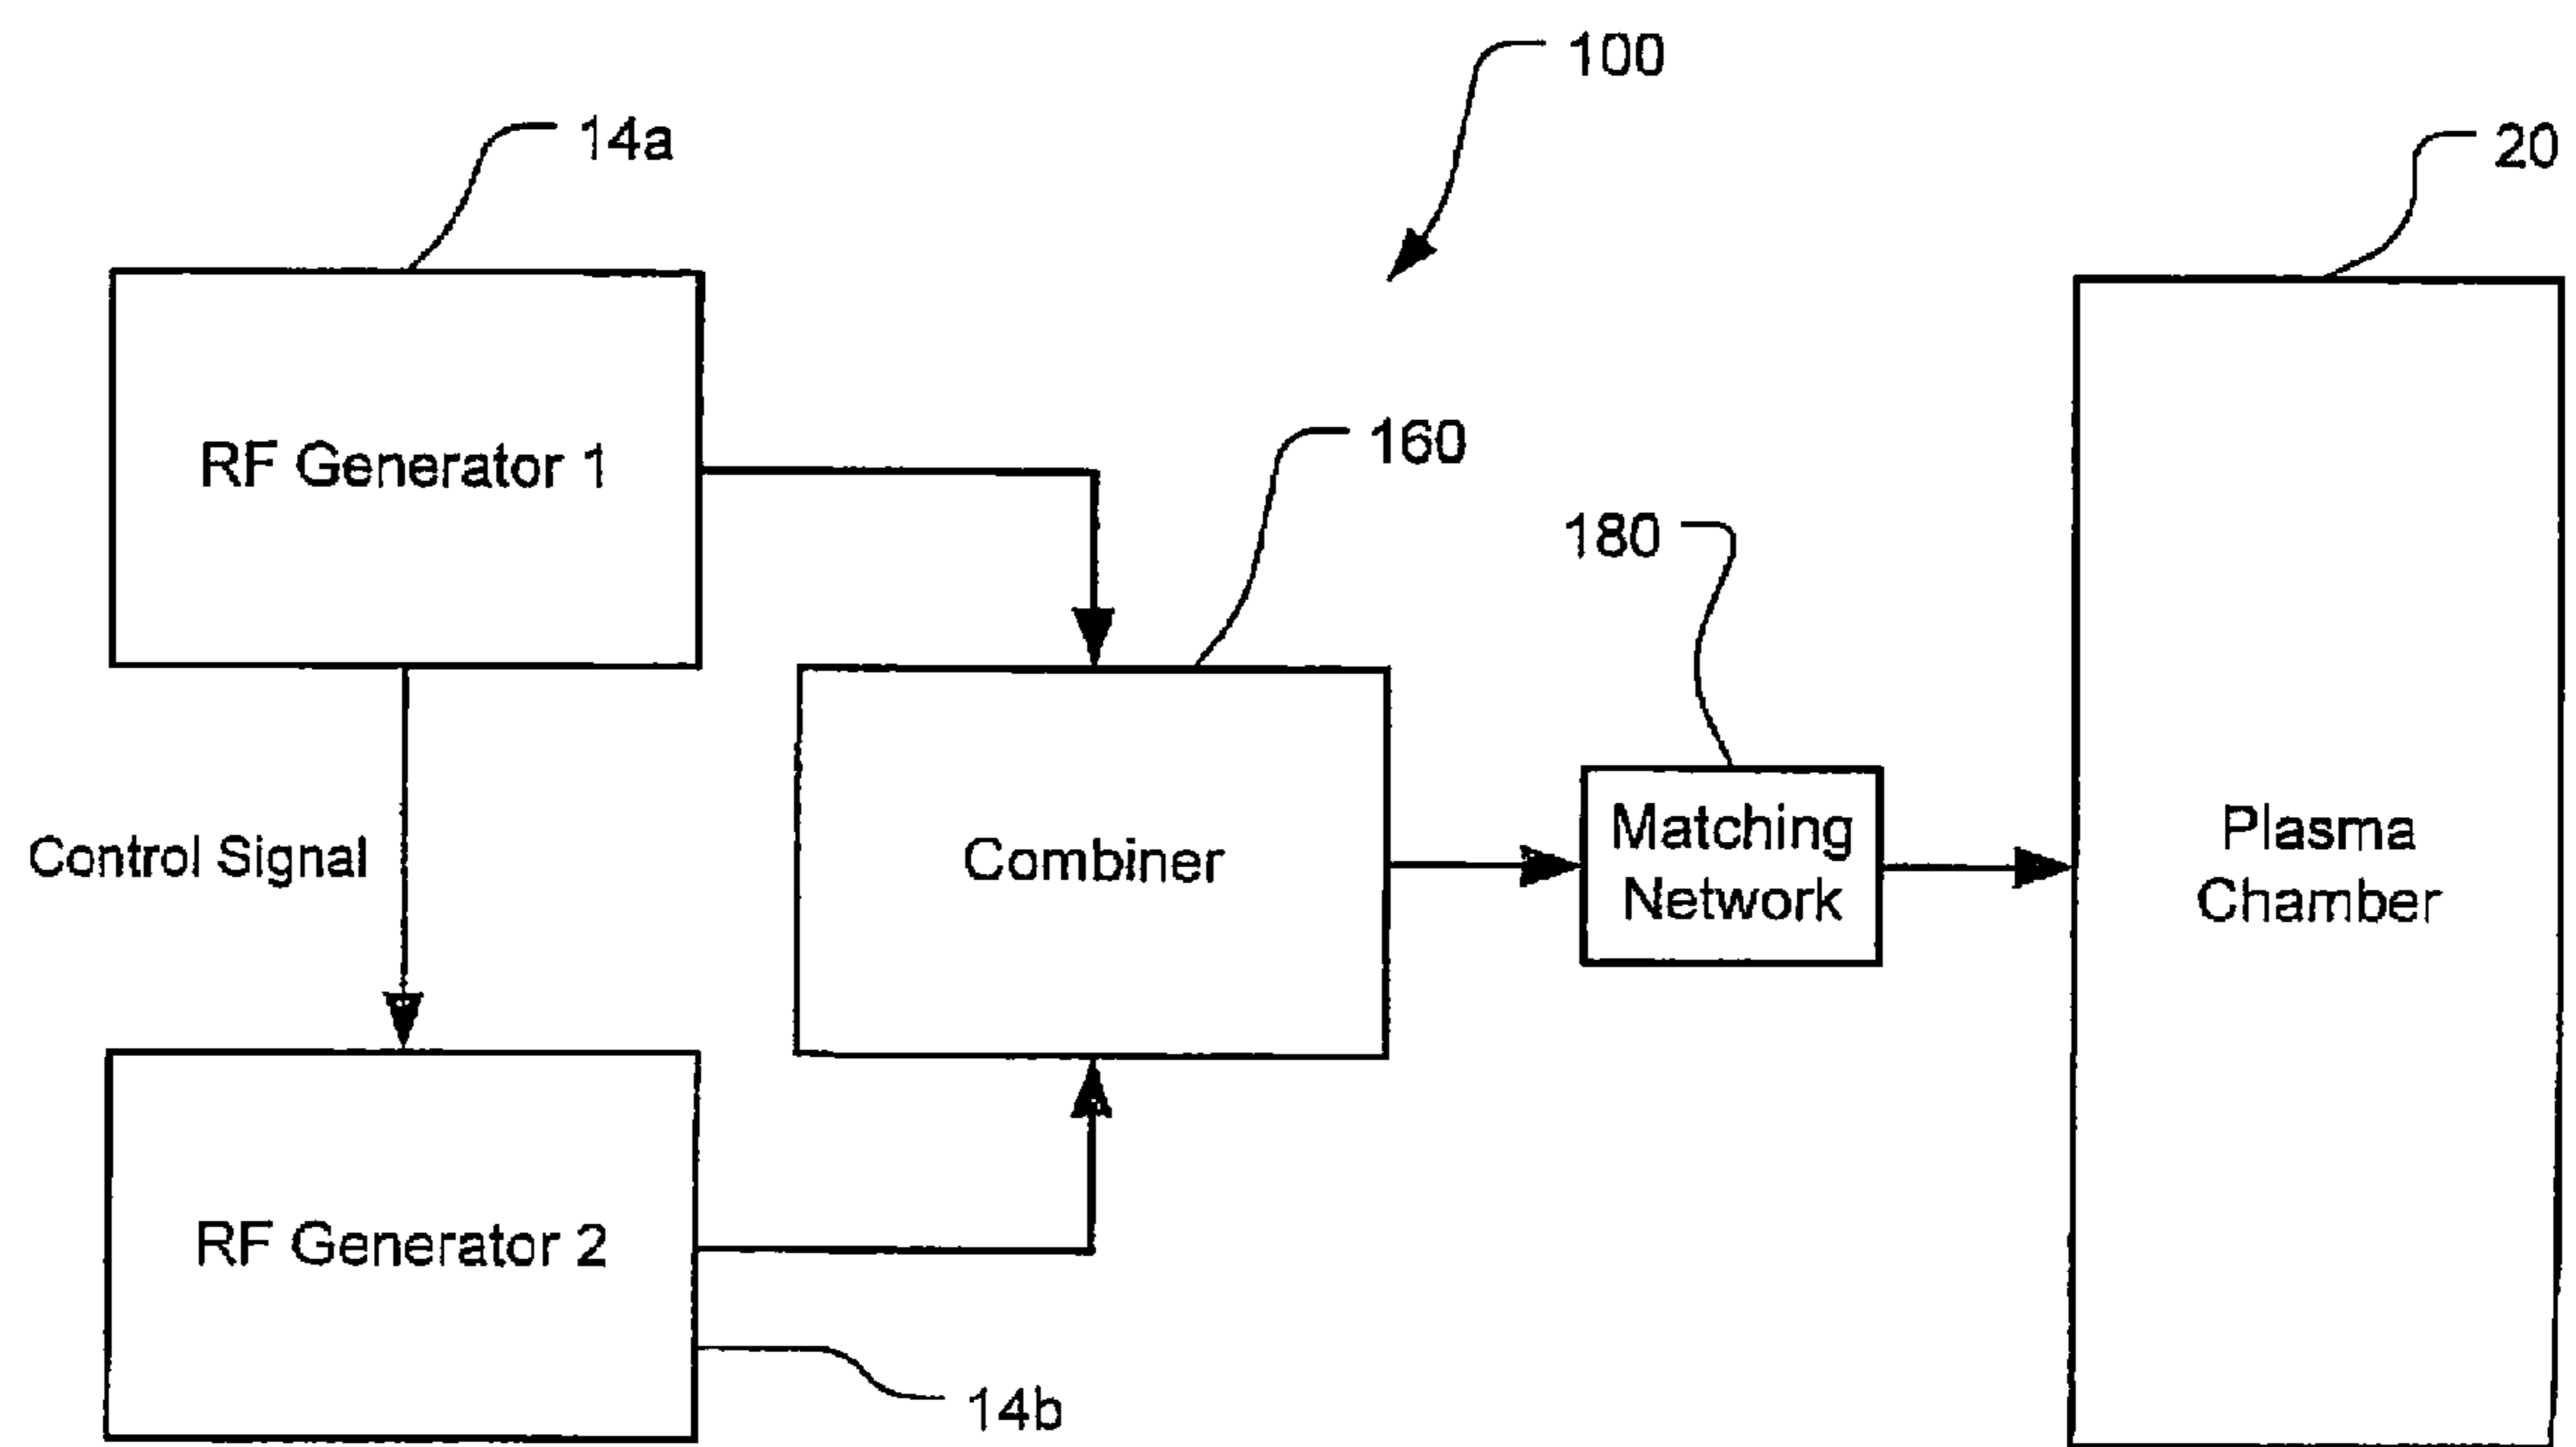 100
14a
20
RF Generator 1
160
180
Control Signal
Combiner
Matching
Network
Plasma
Chamber
RF Generator 2
14b